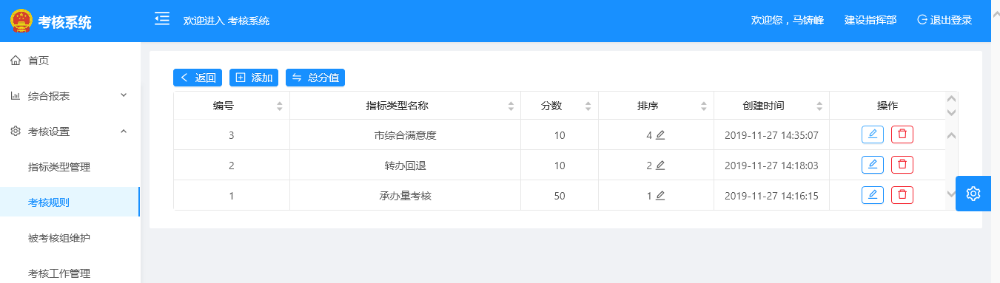 考核系统
欢迎进入 考核系统
欢迎您，马铸峰
建设指挥部
退出登录
首页
综合报表
考核设置
指标类型管理
考核规则
被考核组维护
考核工作管理
返回 添加 总分值
编号 指标类型名称 分数 排序 创建时间 操作
3 市综合满意度 10 4 2019-11-27 14:35:07
2 转办回退 10 2 2019-11-27 14:18:03
1 承办量考核 50 1 2019-11-27 14:16:15